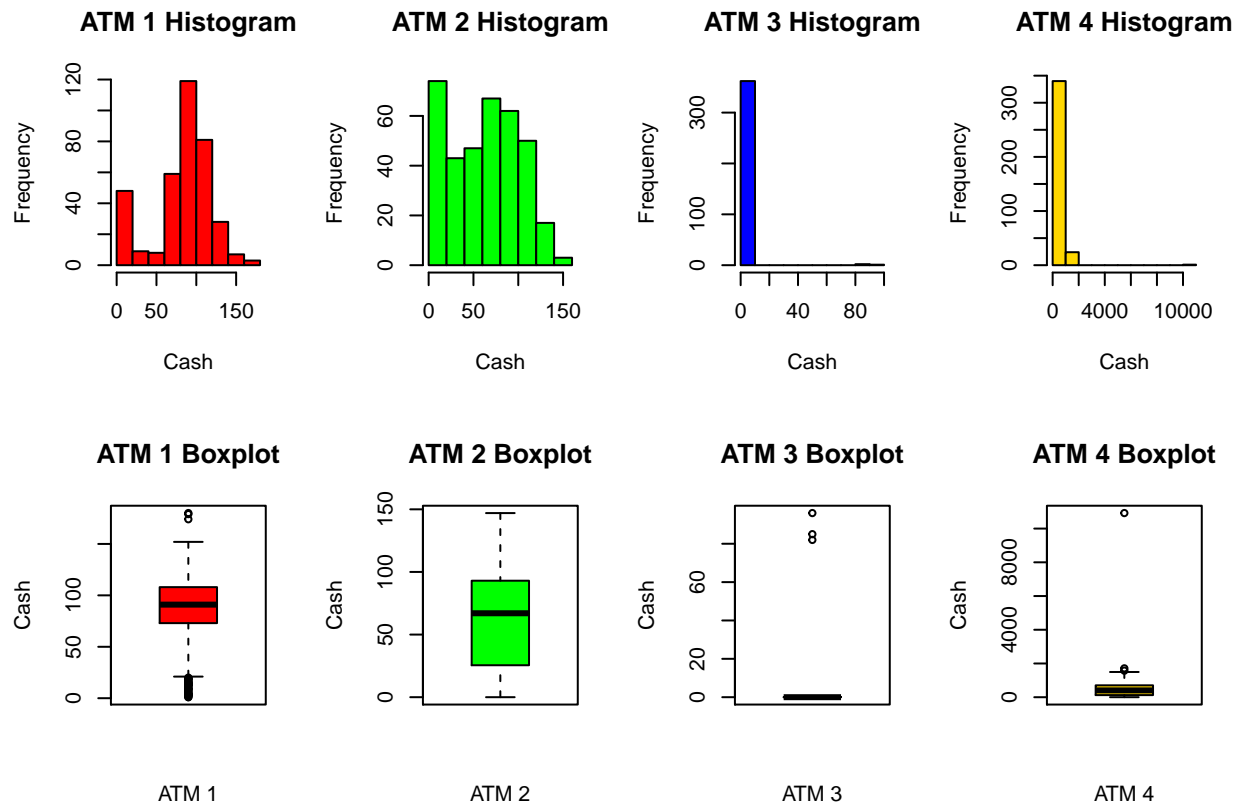 ATM 1 Histogram
Frequency
0 40 80 120
0 50 150
Cash
ATM 2 Histogram
Frequency
0 20 40 60
0 50 150
Cash
ATM 3 Histogram
Frequency
0 100 300
0 40 80
Cash
ATM 4 Histogram
Frequency
0 100 200 300
0 4000 10000
Cash
ATM 1 Boxplot
Cash
0 50 100
ATM 1
ATM 2 Boxplot
Cash
0 50 100 150
ATM 2
ATM 3 Boxplot
Cash
0 20 60
ATM 3
ATM 4 Boxplot
Cash
0 4000 8000
ATM 4